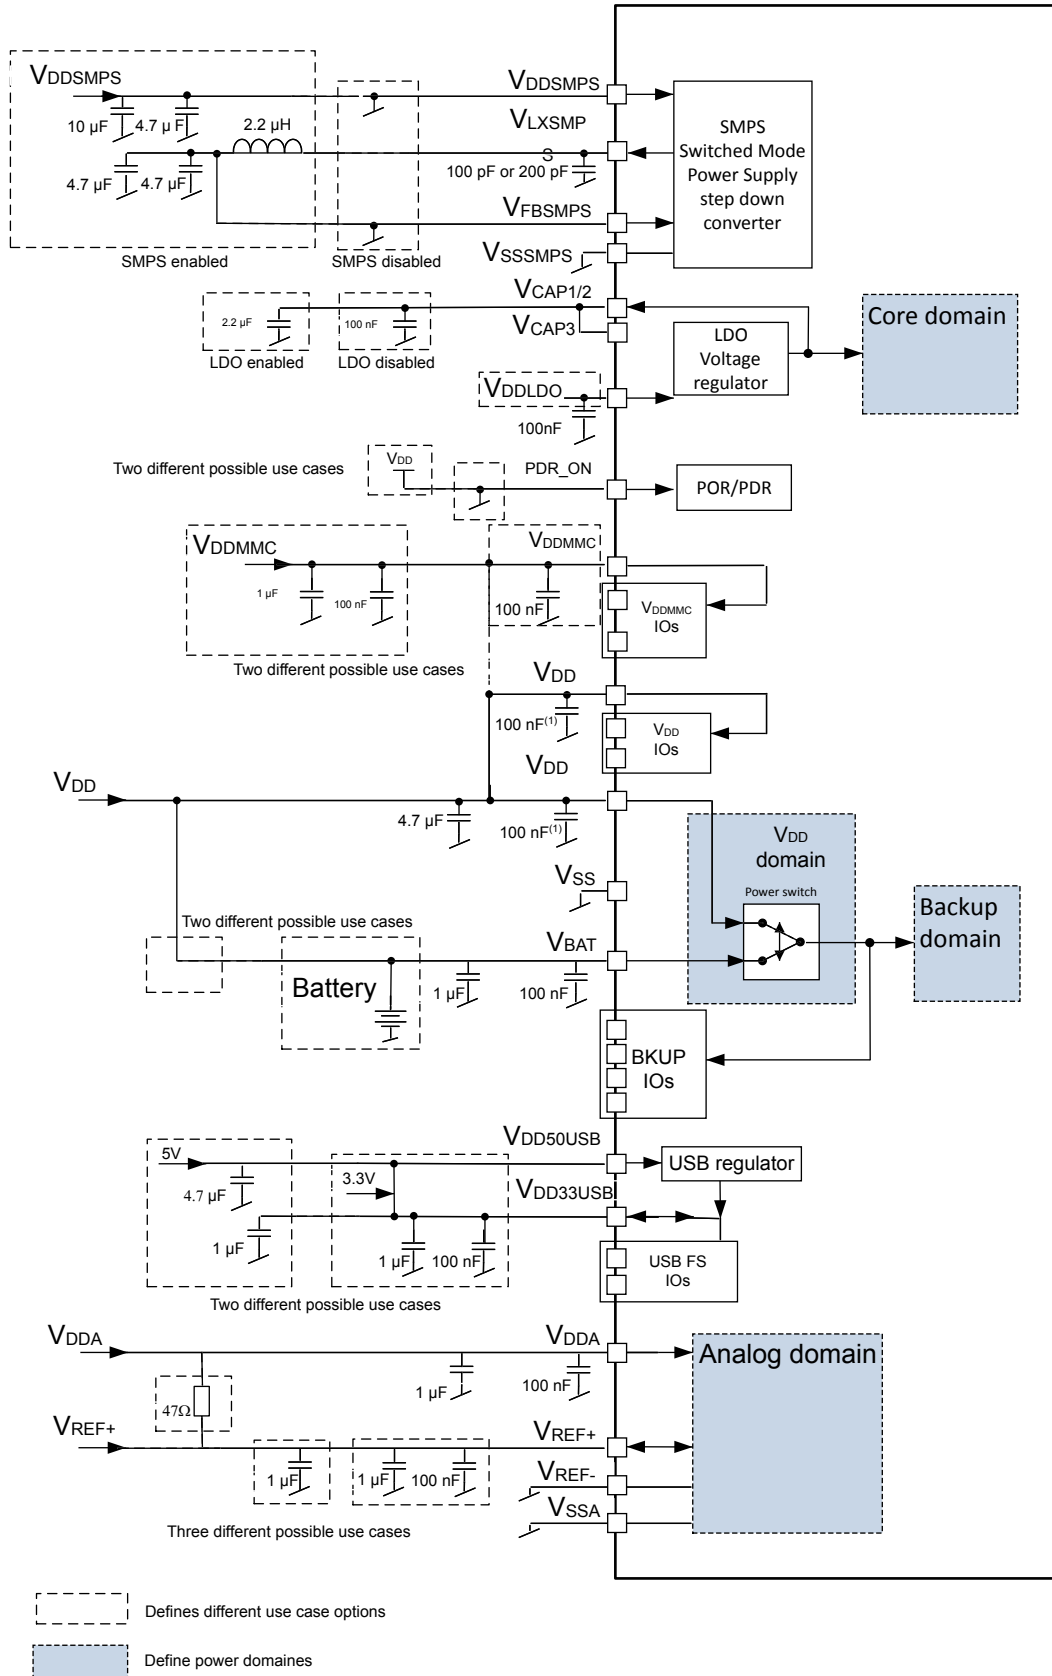 VDDSMPS
10 µF
4.7 µ F
2.2 µH
4.7 µF
4.7 µF
SMPS enabled
SMPS disabled
VDDSMPS
VLXSMP
S
100 pF or 200 pF
VFBSMPS
VSSSMPS
SMPS
Switched Mode
Power Supply
step down
converter
VCAP1/2
VCAP3
2.2 µF
100 nF
LDO enabled
LDO disabled
VDDLDO
100nF
LDO
Voltage
regulator
Core domain
Two different possible use cases
VDD
PDR_ON
POR/PDR
VDDMMC
1 µF
100 nF
VDDMMC
100 nF
VDDMMC
IOs
Two different possible use cases
VDD
100 nF(1)
VDD
IOs
VDD
VDD
4.7 µF
100 nF(1)
VDD
domain
Power switch
VSS
Two different possible use cases
Battery
VBAT
1 µF
100 nF
Backup
domain
BKUP
IOs
VDD50USB
5V
4.7 µF
3.3V
VDD33USB
1 µF
1 µF
100 nF
USB regulator
USB FS
IOs
Two different possible use cases
VDDA
VDDA
1 µF
100 nF
Analog domain
47Ω
VREF+
VREF+
1 µF
1 µF
100 nF
VREF-
VSSA
Three different possible use cases
Defines different use case options
Define power domaines